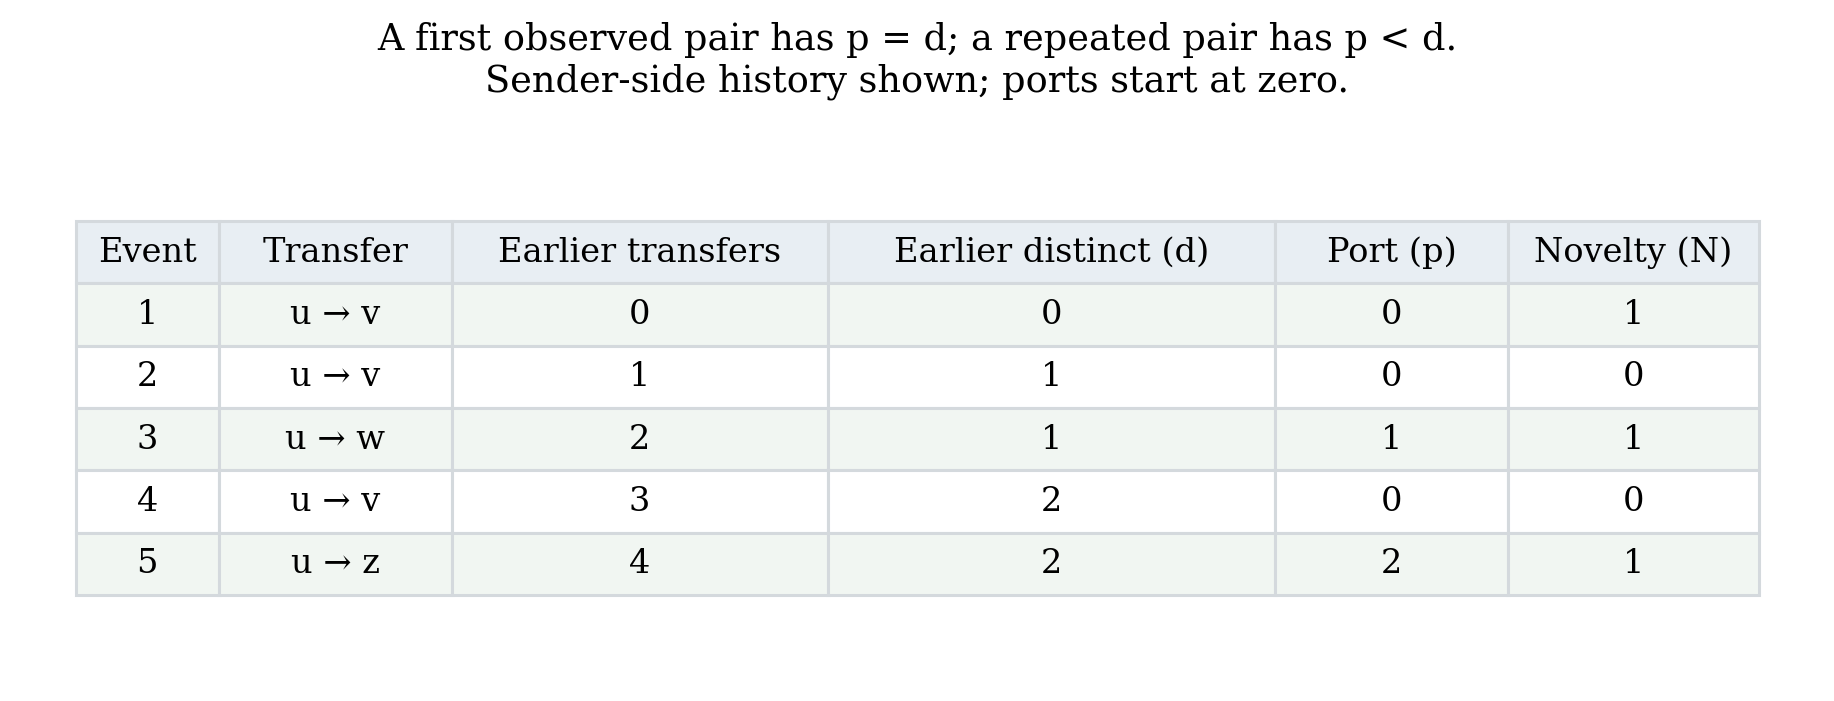 A first observed pair has p = d; a repeated pair has p < d.
Sender-side history shown; ports start at zero.
Event Transfer Earlier transfers Earlier distinct (d) Port (p) Novelty (N)
1 u → v 0 0 0 1
2 u → v 1 1 0 0
3 u → w 2 1 1 1
4 u → v 3 2 0 0
5 u → z 4 2 2 1